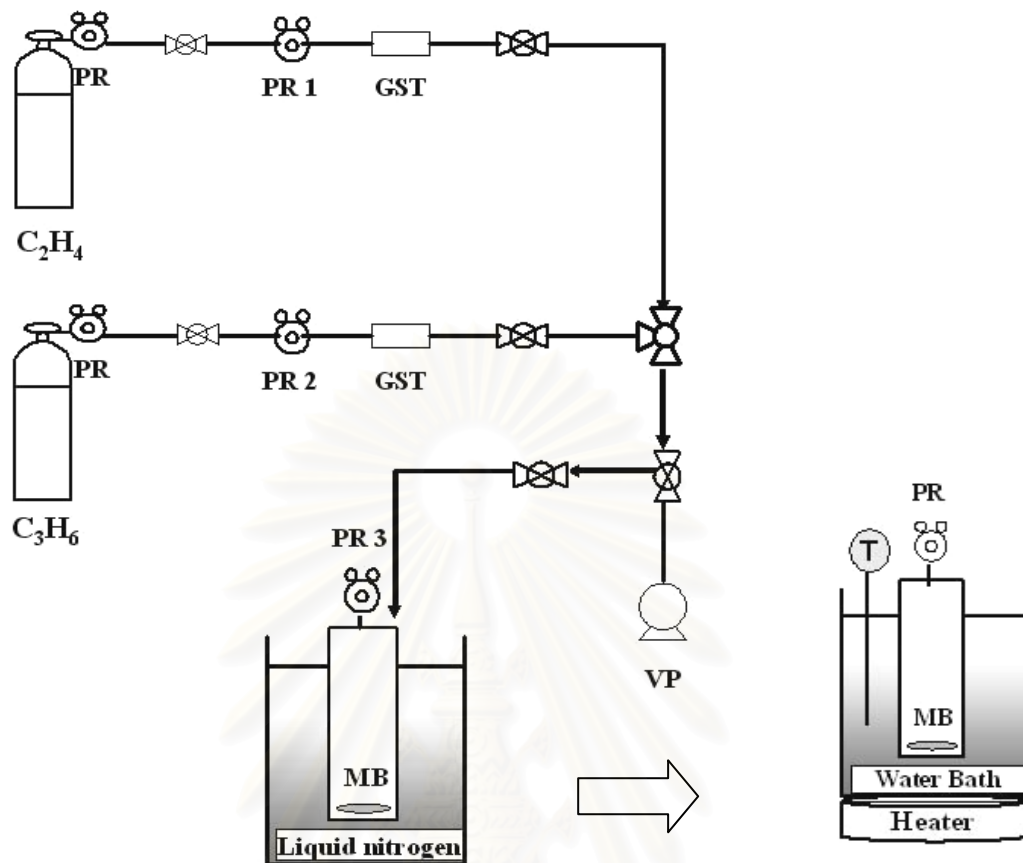 PR
PR 1
GST
C₂H₄
PR
PR 2
GST
C₃H₆
PR 3
PR
T
VP
MB
MB
Water Bath
Liquid nitrogen
Heater